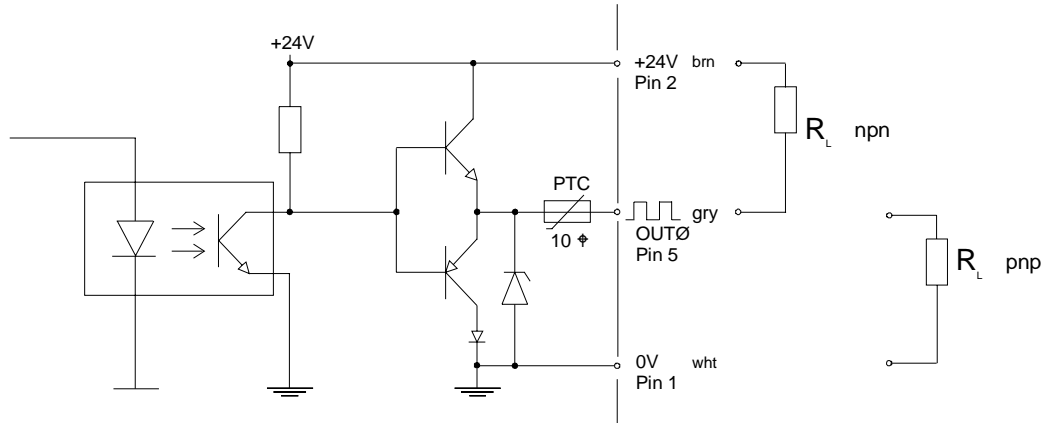 +24V
+24V brn
Pin 2
R L npn
PTC
10 ⌽
gry
OUTØ
Pin 5
R L pnp
0V wht
Pin 1